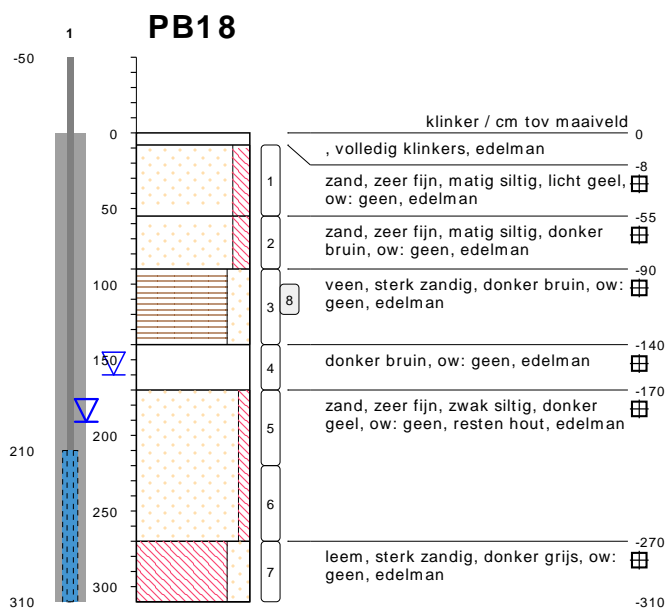 PB18
1
-50
klinker / cm tov maaiveld
0
0
, volledig klinkers, edelman
-8
1
zand, zeer fijn, matig siltig, licht geel,
ow: geen, edelman
50
-55
2
zand, zeer fijn, matig siltig, donker
bruin, ow: geen, edelman
-90
100
3
8
veen, sterk zandig, donker bruin, ow:
geen, edelman
-140
150
4
donker bruin, ow: geen, edelman
-170
5
zand, zeer fijn, zwak siltig, donker
geel, ow: geen, resten hout, edelman
200
210
6
250
-270
7
leem, sterk zandig, donker grijs, ow:
geen, edelman
300
310
-310